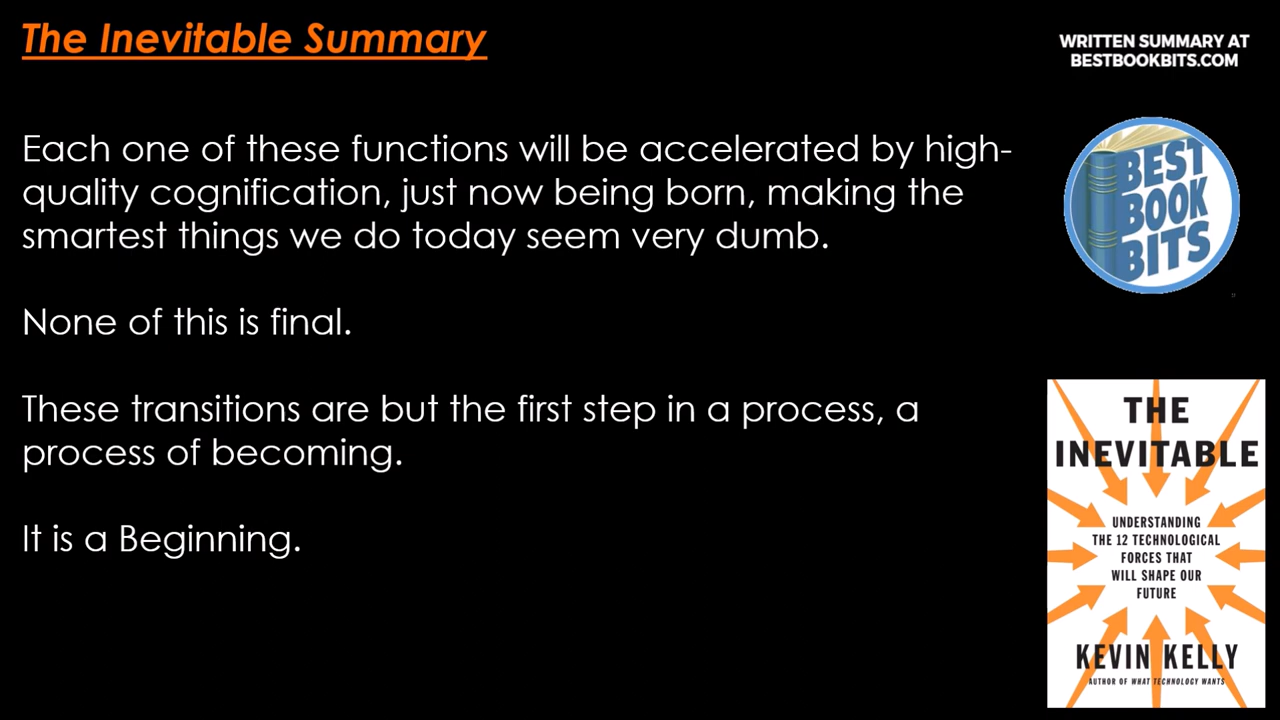 The Inevitable Summary
WRITTEN SUMMARY AT
BESTBOOKBITS.COM
Each one of these functions will be accelerated by high-
quality cognification, just now being born, making the
smartest things we do today seem very dumb.
None of this is final.
These transitions are but the first step in a process, a
process of becoming.
It is a Beginning.
BEST
BOOK
BITS
THE
INEVITABLE
UNDERSTANDING
THE 12 TECHNOLOGICAL
FORCES THAT
WILL SHAPE OUR
FUTURE
KEVIN KELLY
AUTHOR OF WHAT TECHNOLOGY WANTS